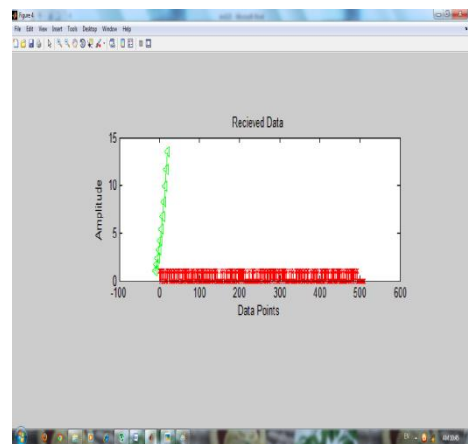 Figure 4
File Edit View Insert Tools Desktop Window Help
Recieved Data
15
10
5
0
Amplitude
-100 0 100 200 300 400 500 600
Data Points
EN